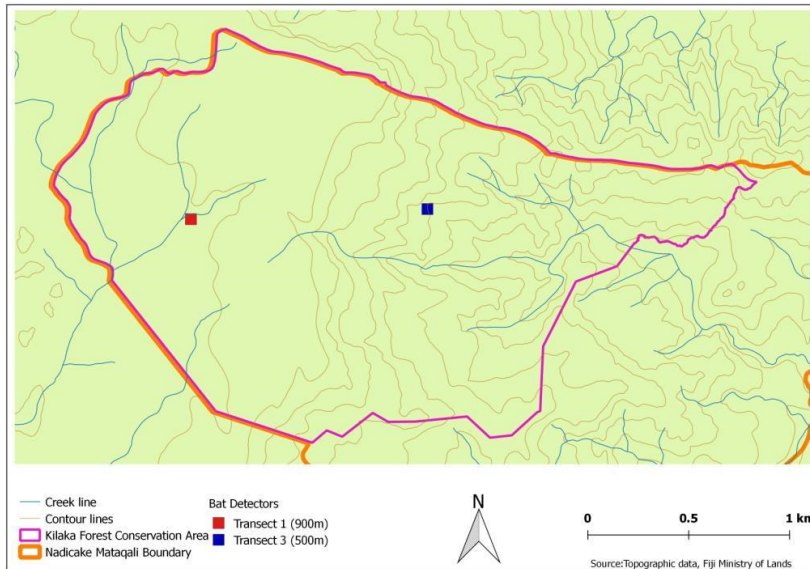 Creek line
Contour lines
Kilaka Forest Conservation Area
Nadicake Mataqali Boundary
Bat Detectors
Transect 1 (900m)
Transect 3 (500m)
N
0 0.5 1 km
Source:Topographic data, Fiji Ministry of Lands